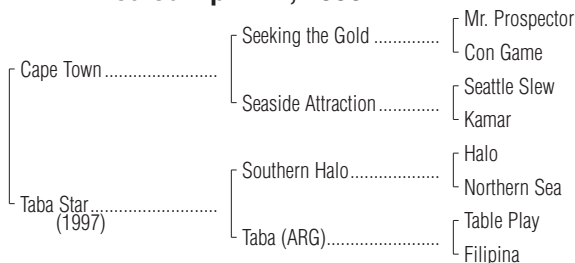 Mr. Prospector
Seeking the Gold ..............
Con Game
Cape Town ........................
Seattle Slew
Seaside Attraction.............
Kamar
Halo
Southern Halo...................
Northern Sea
Taba Star...........................
(1997)
Table Play
Taba (ARG)........................
Filipina